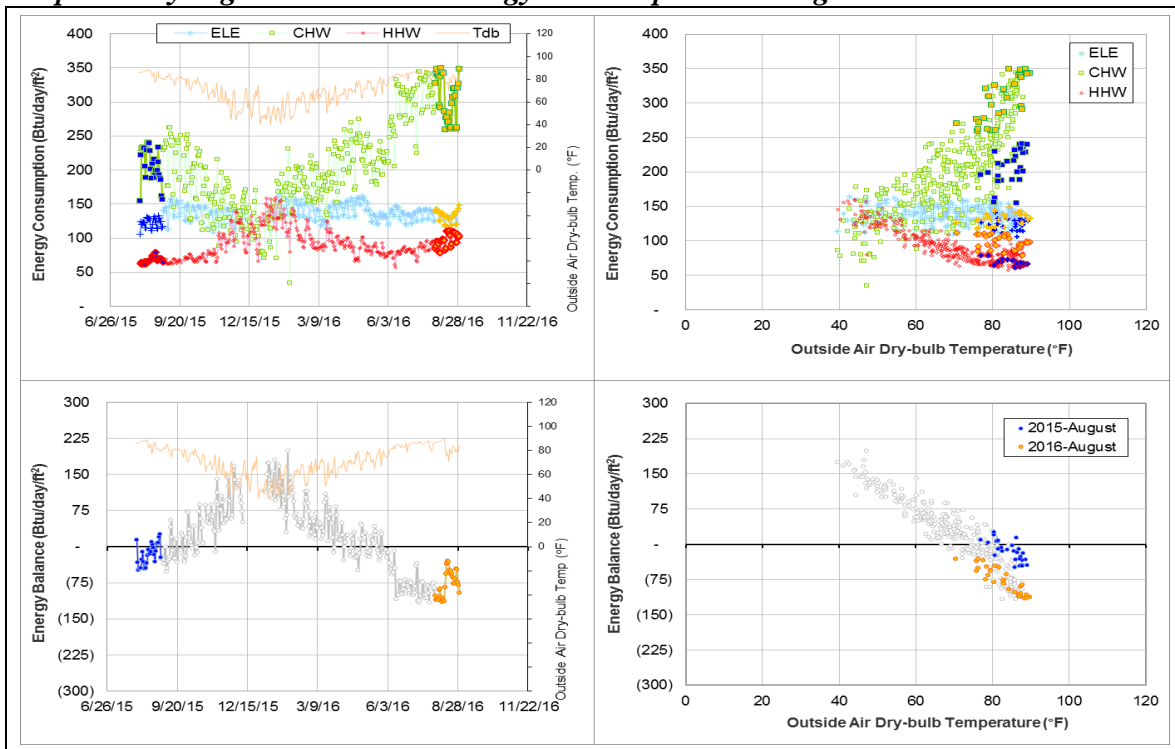 ELE CHW HHW Tdb
Energy Consumption (Btu/day/ft²)
400
350
300
250
200
150
100
50
-
120
100
80
60
40
20
0
Outside Air Dry-bulb Temp. (°F)
6/26/15 9/20/15 12/15/15 3/9/16 6/3/16 8/28/16 11/22/16
ELE
CHW
HHW
Energy Consumption (Btu/day/ft²)
400
350
300
250
200
150
100
50
-
0 20 40 60 80 100 120
Outside Air Dry-bulb Temperature (°F)
Energy Balance (Btu/day/ft²)
300
225
150
75
-
(75)
(150)
(225)
(300)
120
100
80
60
40
20
0
Outside Air Dry-bulb Temp (°F)
6/26/15 9/20/15 12/15/15 3/9/16 6/3/16 8/28/16 11/22/16
2015-August
2016-August
Energy Balance (Btu/day/ft²)
300
225
150
75
-
(75)
(150)
(225)
(300)
0 20 40 60 80 100 120
Outside Air Dry-bulb Temperature (°F)